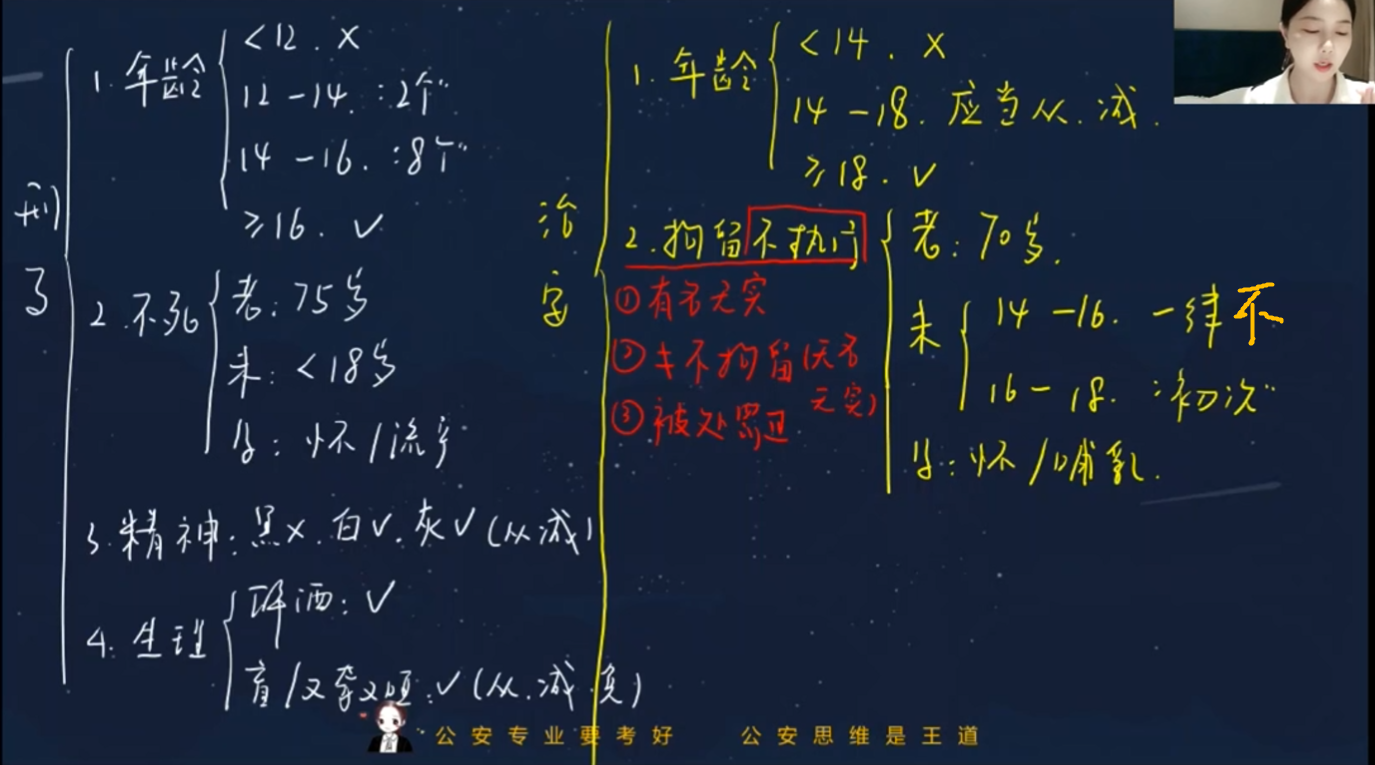 刑
1. 年龄
<12. ×
12-14. :2个"
14-16. :8个"
≥16. ✓
2. 不死
老: 75岁
未: <18岁
母: 怀/流产
3. 精神: 黑×. 白✓. 灰✓ (从减)
4. 生理
醉酒: ✓
盲/又聋又哑: ✓ (从.减.免)
治
安
1. 年龄
<14. ×
14-18. 应当从.减.
≥18. ✓
2. 拘留不执行
① 有名无实
② ≠不拘留(无名
无实)
③ 被处罚过
老: 70岁.
未
14-16. 一律不
16-18. :初次"
母: 怀/哺乳.
公安专业要考好 公安思维是王道